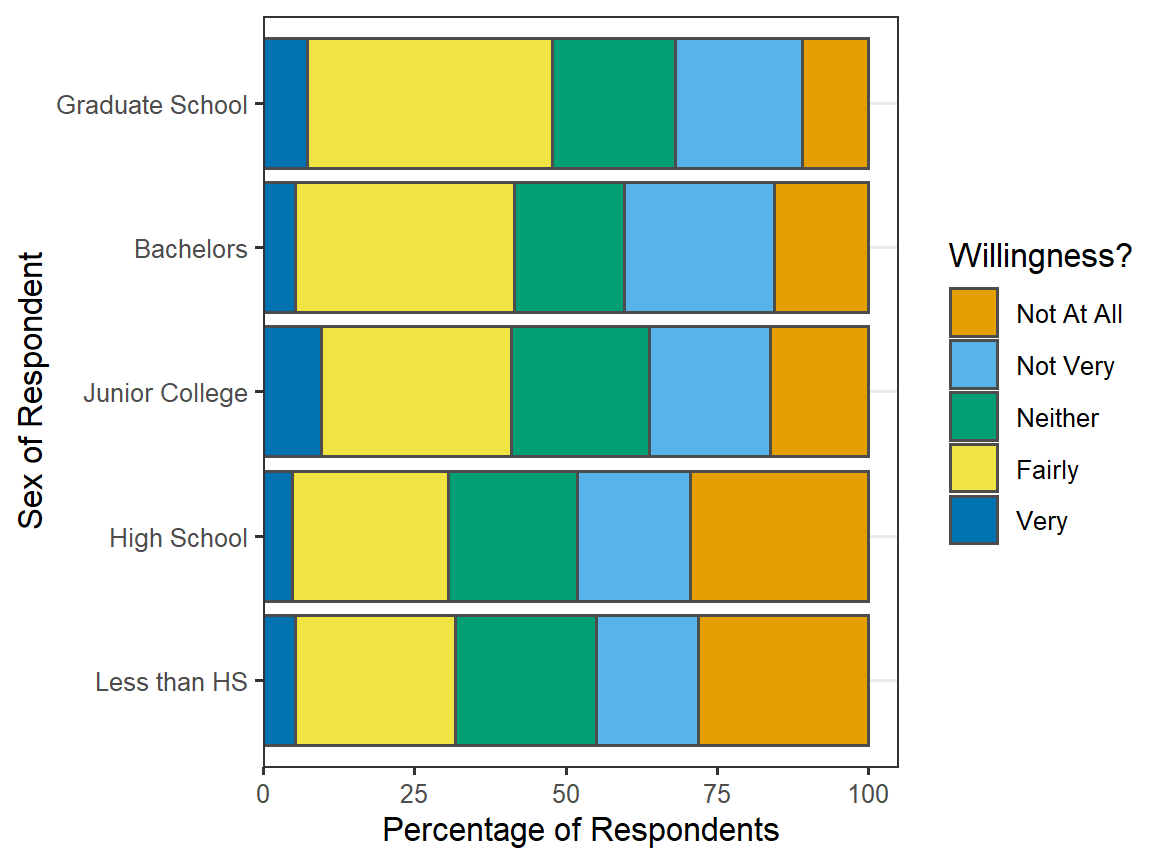 Graduate School
Bachelors
Junior College
High School
Less than HS
Sex of Respondent
0 25 50 75 100
Percentage of Respondents
Willingness?
Not At All
Not Very
Neither
Fairly
Very